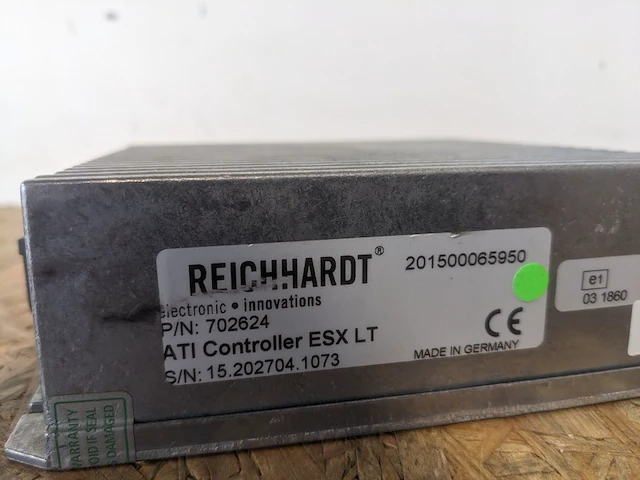 REICHHARDT®
electronic • innovations
P/N: 702624
ATI Controller ESX LT
S/N: 15.202704.1073
201500065950
CE
MADE IN GERMANY
e1
03 1860
WARRANTY
VOID IF SEAL
IS DAMAGED